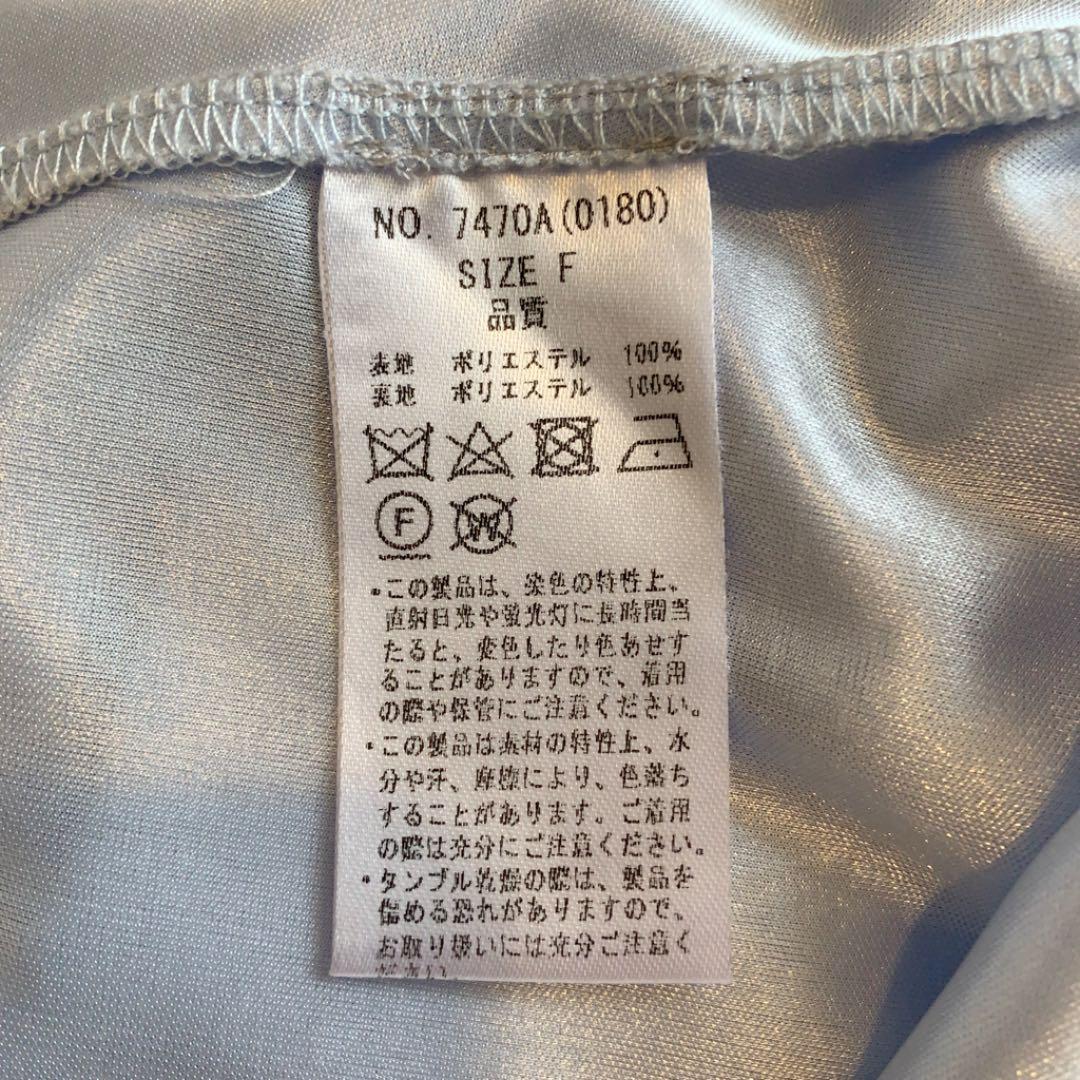 NO. 7470A(0180)
SIZE F
品質
表地 ポリエステル 100%
裏地 ポリエステル 100%
F
W
・この製品は、染色の特性上、
直射日光や蛍光灯に長時間当
たると、変色したり色あせす
ることがありますので、着用
の際や保管にご注意ください。
・この製品は素材の特性上、水
分や汗、摩擦により、色落ち
することがあります。ご着用
の際は充分にご注意ください。
・タンブル乾燥の際は、製品を
傷める恐れがありますので、
お取り扱いには充分ご注意く